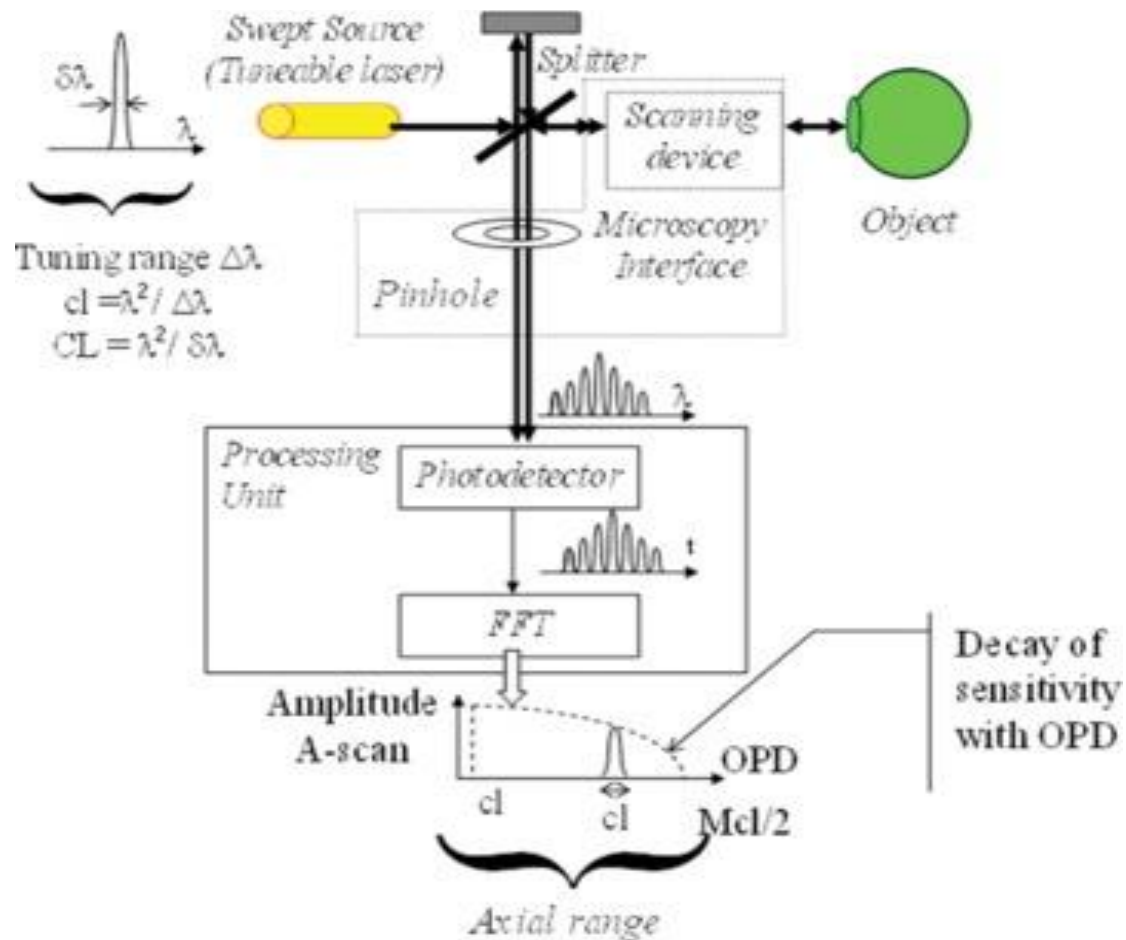 Swept Source
(Tuneable laser)
Splitter
δλ
λ
Scanning
device
Object
Microscopy
Interface
Pinhole
Tuning range Δλ
cl =λ²/ Δλ
CL = λ²/ δλ
λ
Processing
Unit
Photodetector
t
FFT
Decay of
sensitivity
with OPD
Amplitude
A-scan
OPD
cl
cl
Mcl/2
Axial range